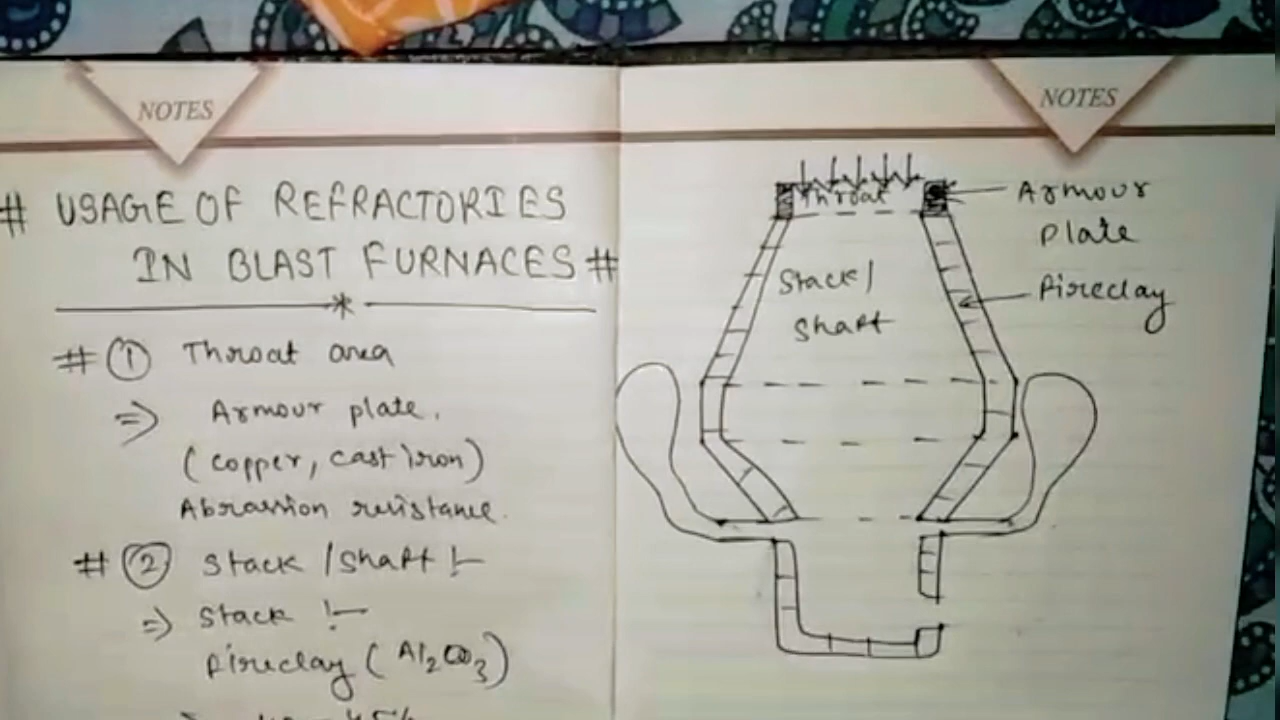 NOTES
# USAGE OF REFRACTORIES
IN BLAST FURNACES #
# ① Throat area
⇒ Armour plate.
(copper, cast iron)
Abrassion resistance.
# ② Stack / Shaft :-
⇒ Stack :-
fireclay (Al2O3)
NOTES
Throat
Armour
plate
Stack /
Shaft
fireclay